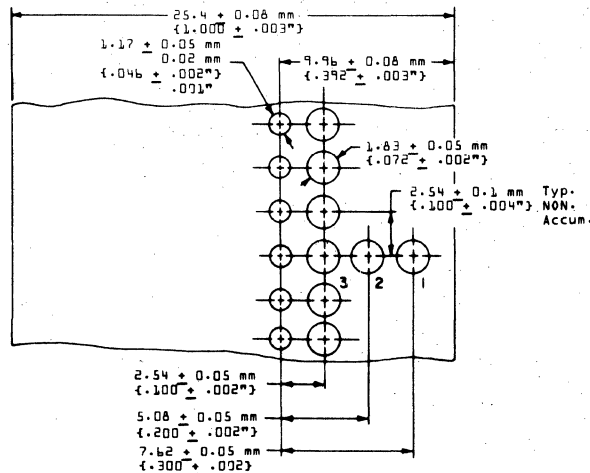 25.4 ± 0.08 mm
{1.000 ± .003"}
1.17 ± 0.05 mm
0.02 mm
{.046 ± .002"}
.001"
9.96 ± 0.08 mm
{.392 ± .003"}
1.83 ± 0.05 mm
{.072 ± .002"}
2.54 ± 0.1 mm Typ.
{.100 ± .004"} NON.
Accum.
3 2 1
2.54 ± 0.05 mm
{.100 ± .002"}
5.08 ± 0.05 mm
{.200 ± .002"}
7.62 ± 0.05 mm
{.300 ± .002}